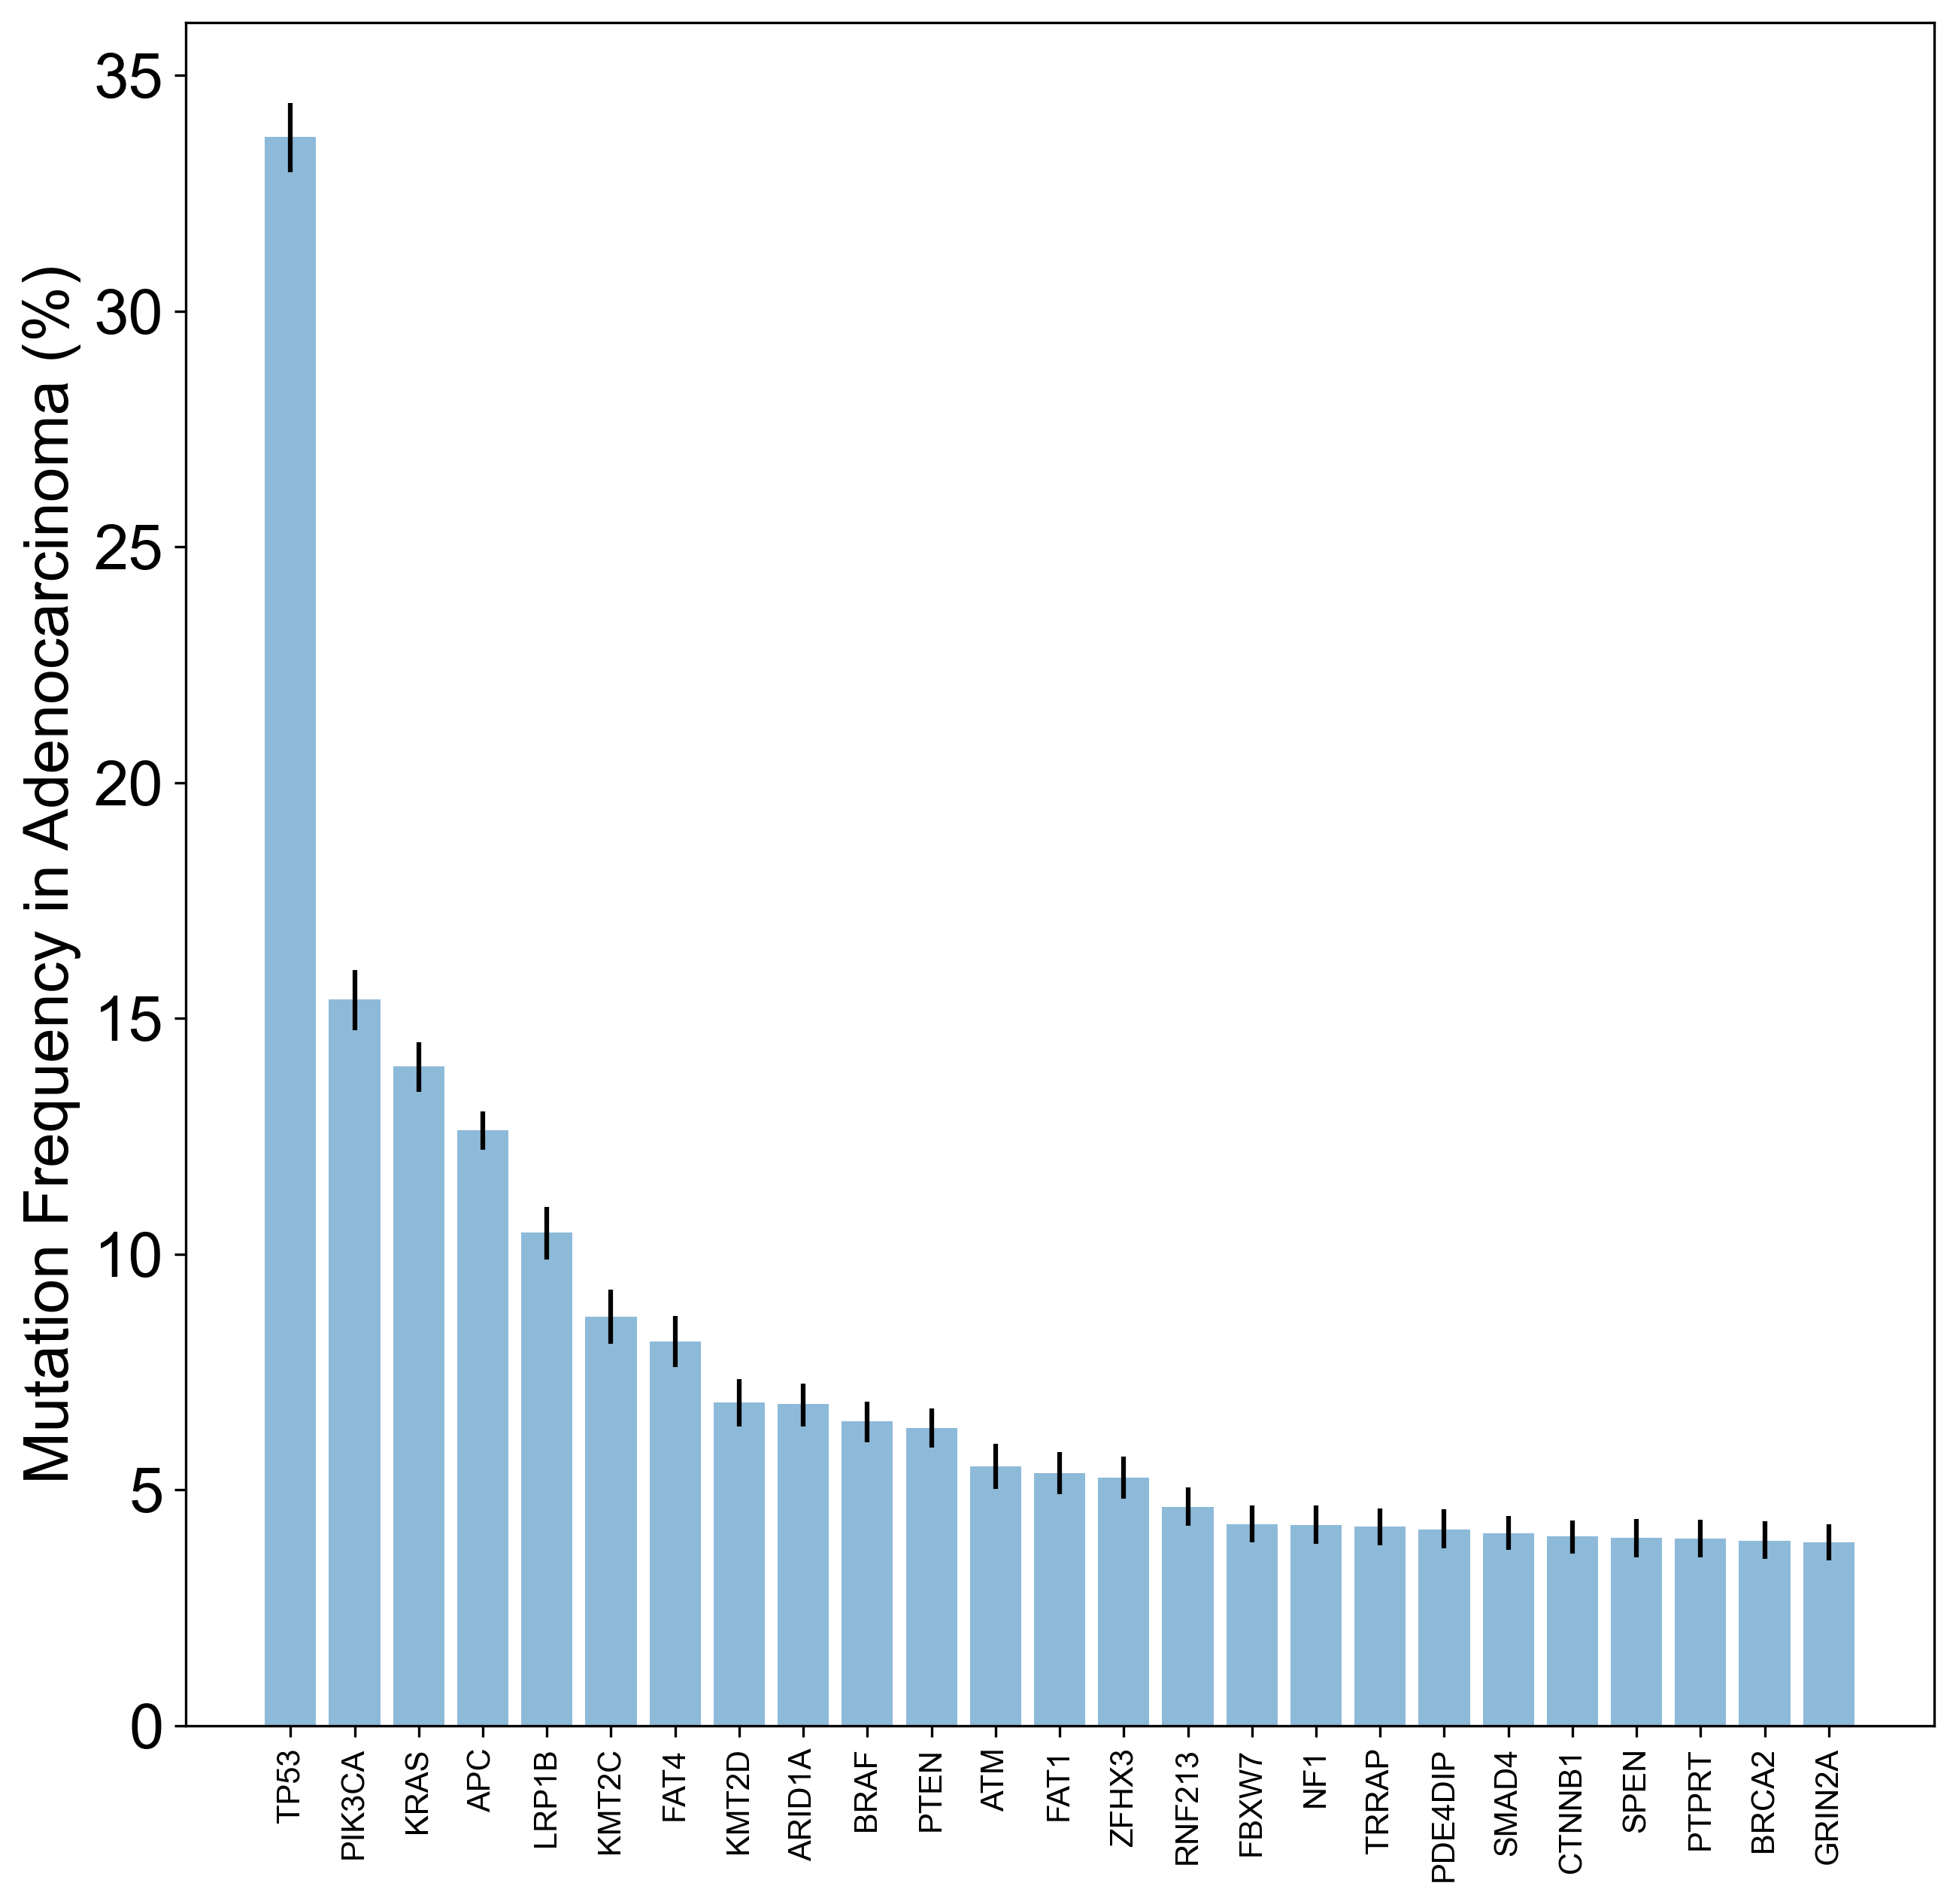 Mutation Frequency in Adenocarcinoma (%)
35
30
25
20
15
10
5
0
TP53
PIK3CA
KRAS
APC
LRP1B
KMT2C
FAT4
KMT2D
ARID1A
BRAF
PTEN
ATM
FAT1
ZFHX3
RNF213
FBXW7
NF1
TRRAP
PDE4DIP
SMAD4
CTNNB1
SPEN
PTPRT
BRCA2
GRIN2A